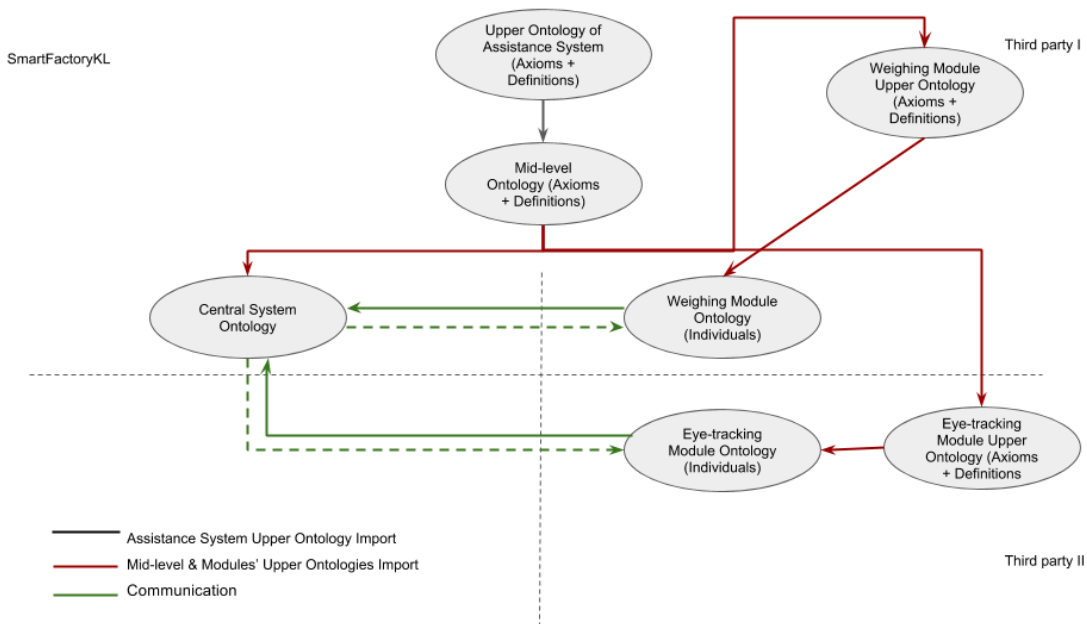 SmartFactoryKL
Upper Ontology of
Assistance System
(Axioms +
Definitions)
Third party I
Weighing Module
Upper Ontology
(Axioms +
Definitions)
Mid-level
Ontology (Axioms
+ Definitions)
Central System
Ontology
Weighing Module
Ontology
(Individuals)
Eye-tracking
Module Ontology
(Individuals)
Eye-tracking
Module Upper
Ontology (Axioms
+ Definitions
Assistance System Upper Ontology Import
Mid-level & Modules' Upper Ontologies Import
Communication
Third party II